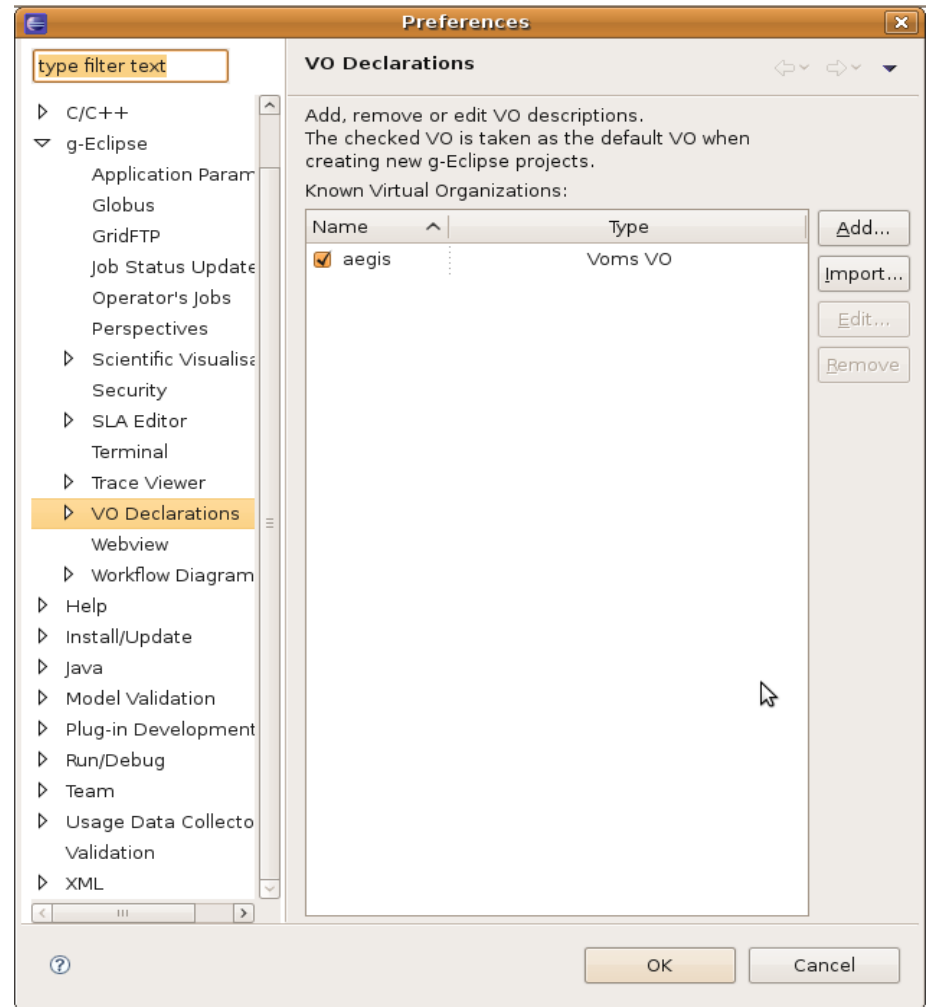 Preferences
type filter text
C/C++
g-Eclipse
Application Param
Globus
GridFTP
Job Status Update
Operator's Jobs
Perspectives
Scientific Visualisa
Security
SLA Editor
Terminal
Trace Viewer
VO Declarations
Webview
Workflow Diagram
Help
Install/Update
Java
Model Validation
Plug-in Development
Run/Debug
Team
Usage Data Collecto
Validation
XML
VO Declarations
Add, remove or edit VO descriptions.
The checked VO is taken as the default VO when
creating new g-Eclipse projects.
Known Virtual Organizations:
Name Type
aegis Voms VO
Add...
Import...
Edit...
Remove
OK Cancel